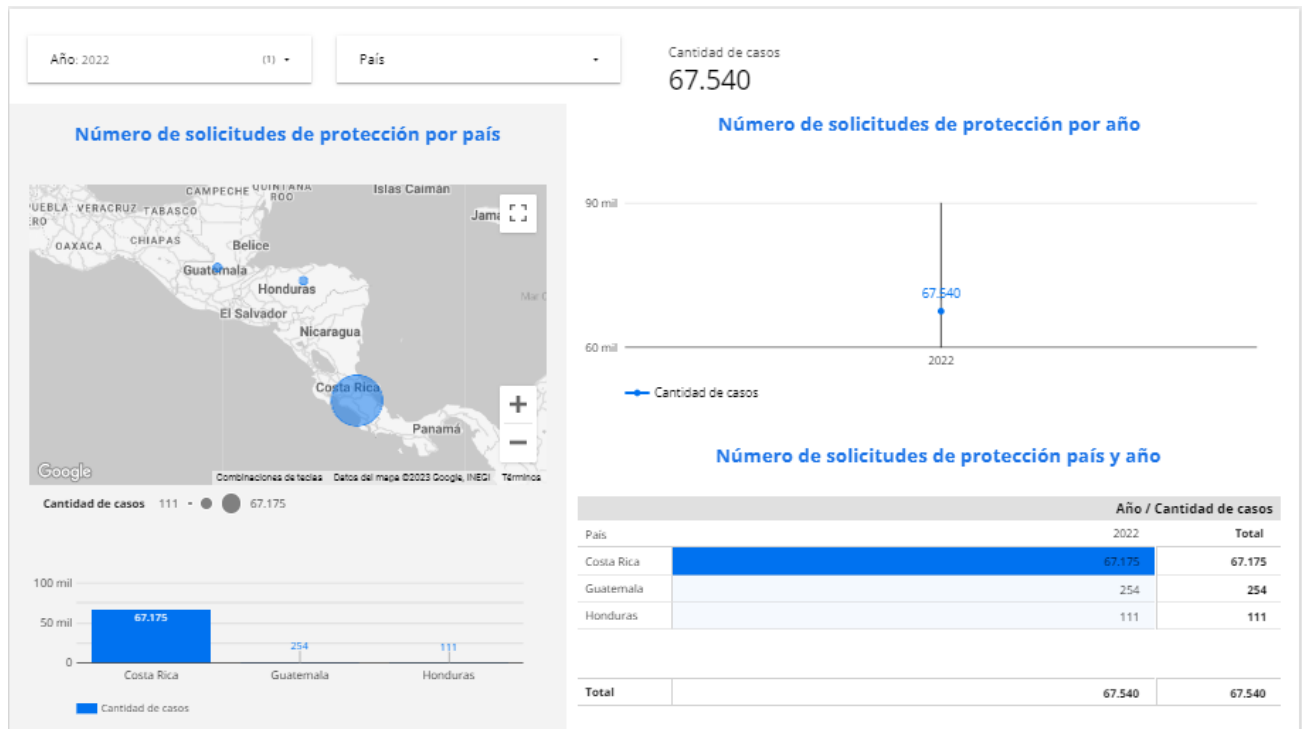 Año: 2022 (1)
País
Cantidad de casos
67.540
Número de solicitudes de protección por país
CAMPECHE QUINTANA ROO
Islas Caimán
PUEBLA VERACRUZ TABASCO
OAXACA
CHIAPAS
Belice
Guatemala
Honduras
El Salvador
Nicaragua
Costa Rica
Panamá
Jama
Mar C
Google
Combinaciones de teclas Datos del mapa ©2023 Google, INEGI Términos
Cantidad de casos 111 - 67.175
100 mil
50 mil
0
67.175
254
111
Costa Rica Guatemala Honduras
Cantidad de casos
Número de solicitudes de protección por año
90 mil
67.540
60 mil
2022
Cantidad de casos
Número de solicitudes de protección país y año
Año / Cantidad de casos
País 2022 Total
Costa Rica 67.175 67.175
Guatemala 254 254
Honduras 111 111
Total 67.540 67.540